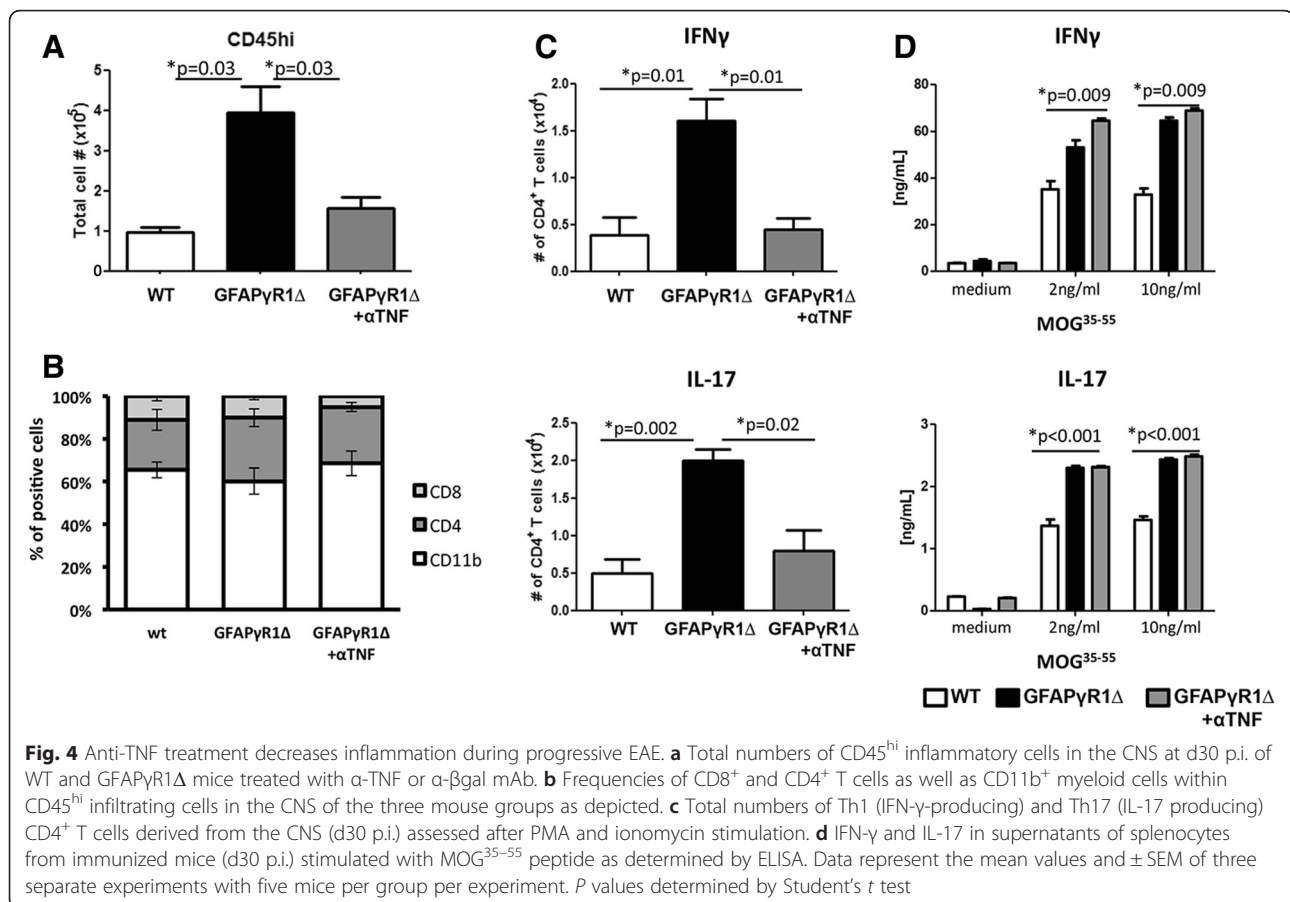 A
CD45hi
*p=0.03 *p=0.03
Total cell # (x10⁵)
5
4
3
2
1
0
WT GFAPγR1Δ GFAPγR1Δ
+αTNF
B
% of positive cells
100%
80%
60%
40%
20%
0%
wt GFAPγR1Δ GFAPγR1Δ
+αTNF
CD8
CD4
CD11b
C
IFNγ
*p=0.01 *p=0.01
# of CD4⁺ T cells (x10⁴)
2.0
1.5
1.0
0.5
0.0
WT GFAPγR1Δ GFAPγR1Δ
+αTNF
IL-17
*p=0.002 *p=0.02
# of CD4⁺ T cells (x10⁴)
2.5
2.0
1.5
1.0
0.5
0.0
WT GFAPγR1Δ GFAPγR1Δ
+αTNF
D
IFNγ
*p=0.009 *p=0.009
[ng/mL]
80
60
40
20
0
medium 2ng/ml 10ng/ml
MOG³⁵⁻⁵⁵
IL-17
*p<0.001 *p<0.001
[ng/mL]
3
2
1
0
medium 2ng/ml 10ng/ml
MOG³⁵⁻⁵⁵
WT GFAPγR1Δ GFAPγR1Δ
+αTNF
Fig. 4 Anti-TNF treatment decreases inflammation during progressive EAE. a Total numbers of CD45ʰⁱ inflammatory cells in the CNS at d30 p.i. of
WT and GFAPγR1Δ mice treated with α-TNF or α-βgal mAb. b Frequencies of CD8⁺ and CD4⁺ T cells as well as CD11b⁺ myeloid cells within
CD45ʰⁱ infiltrating cells in the CNS of the three mouse groups as depicted. c Total numbers of Th1 (IFN-γ-producing) and Th17 (IL-17 producing)
CD4⁺ T cells derived from the CNS (d30 p.i.) assessed after PMA and ionomycin stimulation. d IFN-γ and IL-17 in supernatants of splenocytes
from immunized mice (d30 p.i.) stimulated with MOG³⁵⁻⁵⁵ peptide as determined by ELISA. Data represent the mean values and ± SEM of three
separate experiments with five mice per group per experiment. P values determined by Student's t test